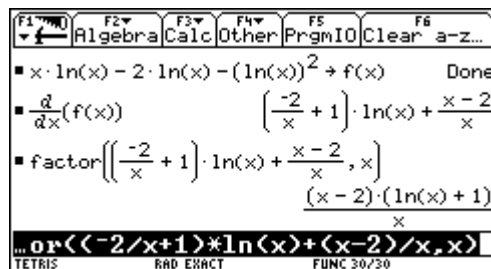 F1 F2 F3 F4 F5 F6
Algebra Calc Other PrgmIO Clear a-z…
▪ x·ln(x) − 2·ln(x) − (ln(x))² → f(x) Done
▪ d/dx(f(x)) (⁻2/x + 1)·ln(x) + (x − 2)/x
▪ factor((⁻2/x + 1)·ln(x) + (x − 2)/x, x)
(x − 2)·(ln(x) + 1)/x
…or((⁻2/x+1)*ln(x)+(x-2)/x,x)
TETRIS RAD EXACT FUNC 30/30